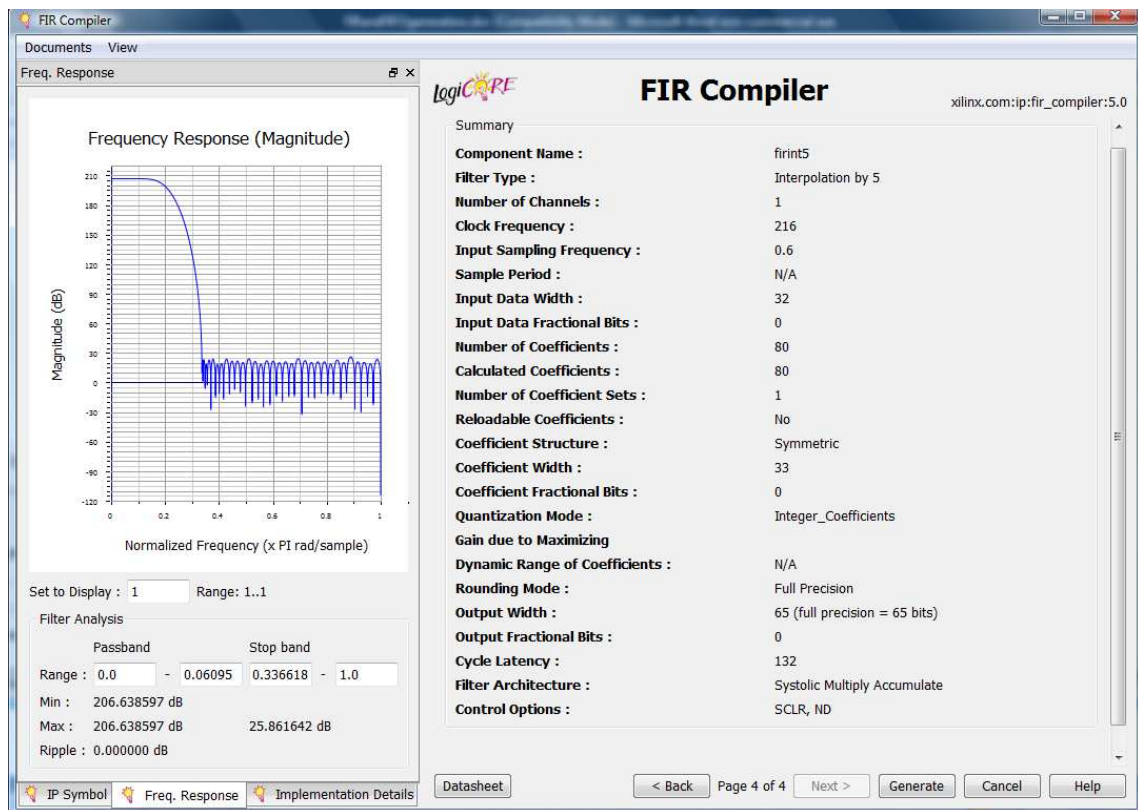 FIR Compiler
Documents View
Freq. Response
Frequency Response (Magnitude)
Magnitude (dB)
210
180
150
120
90
60
30
0
-30
-60
-90
-120
0 0.2 0.4 0.6 0.8 1
Normalized Frequency (x PI rad/sample)
Set to Display : 1 Range: 1..1
Filter Analysis
Passband Stop band
Range : 0.0 - 0.06095 0.336618 - 1.0
Min : 206.638597 dB
Max : 206.638597 dB 25.861642 dB
Ripple : 0.000000 dB
IP Symbol Freq. Response Implementation Details
LogiCORE
FIR Compiler
xilinx.com:ip:fir_compiler:5.0
Summary
Component Name : firint5
Filter Type : Interpolation by 5
Number of Channels : 1
Clock Frequency : 216
Input Sampling Frequency : 0.6
Sample Period : N/A
Input Data Width : 32
Input Data Fractional Bits : 0
Number of Coefficients : 80
Calculated Coefficients : 80
Number of Coefficient Sets : 1
Reloadable Coefficients : No
Coefficient Structure : Symmetric
Coefficient Width : 33
Coefficient Fractional Bits : 0
Quantization Mode : Integer_Coefficients
Gain due to Maximizing
Dynamic Range of Coefficients : N/A
Rounding Mode : Full Precision
Output Width : 65 (full precision = 65 bits)
Output Fractional Bits : 0
Cycle Latency : 132
Filter Architecture : Systolic Multiply Accumulate
Control Options : SCLR, ND
Datasheet < Back Page 4 of 4 Next > Generate Cancel Help